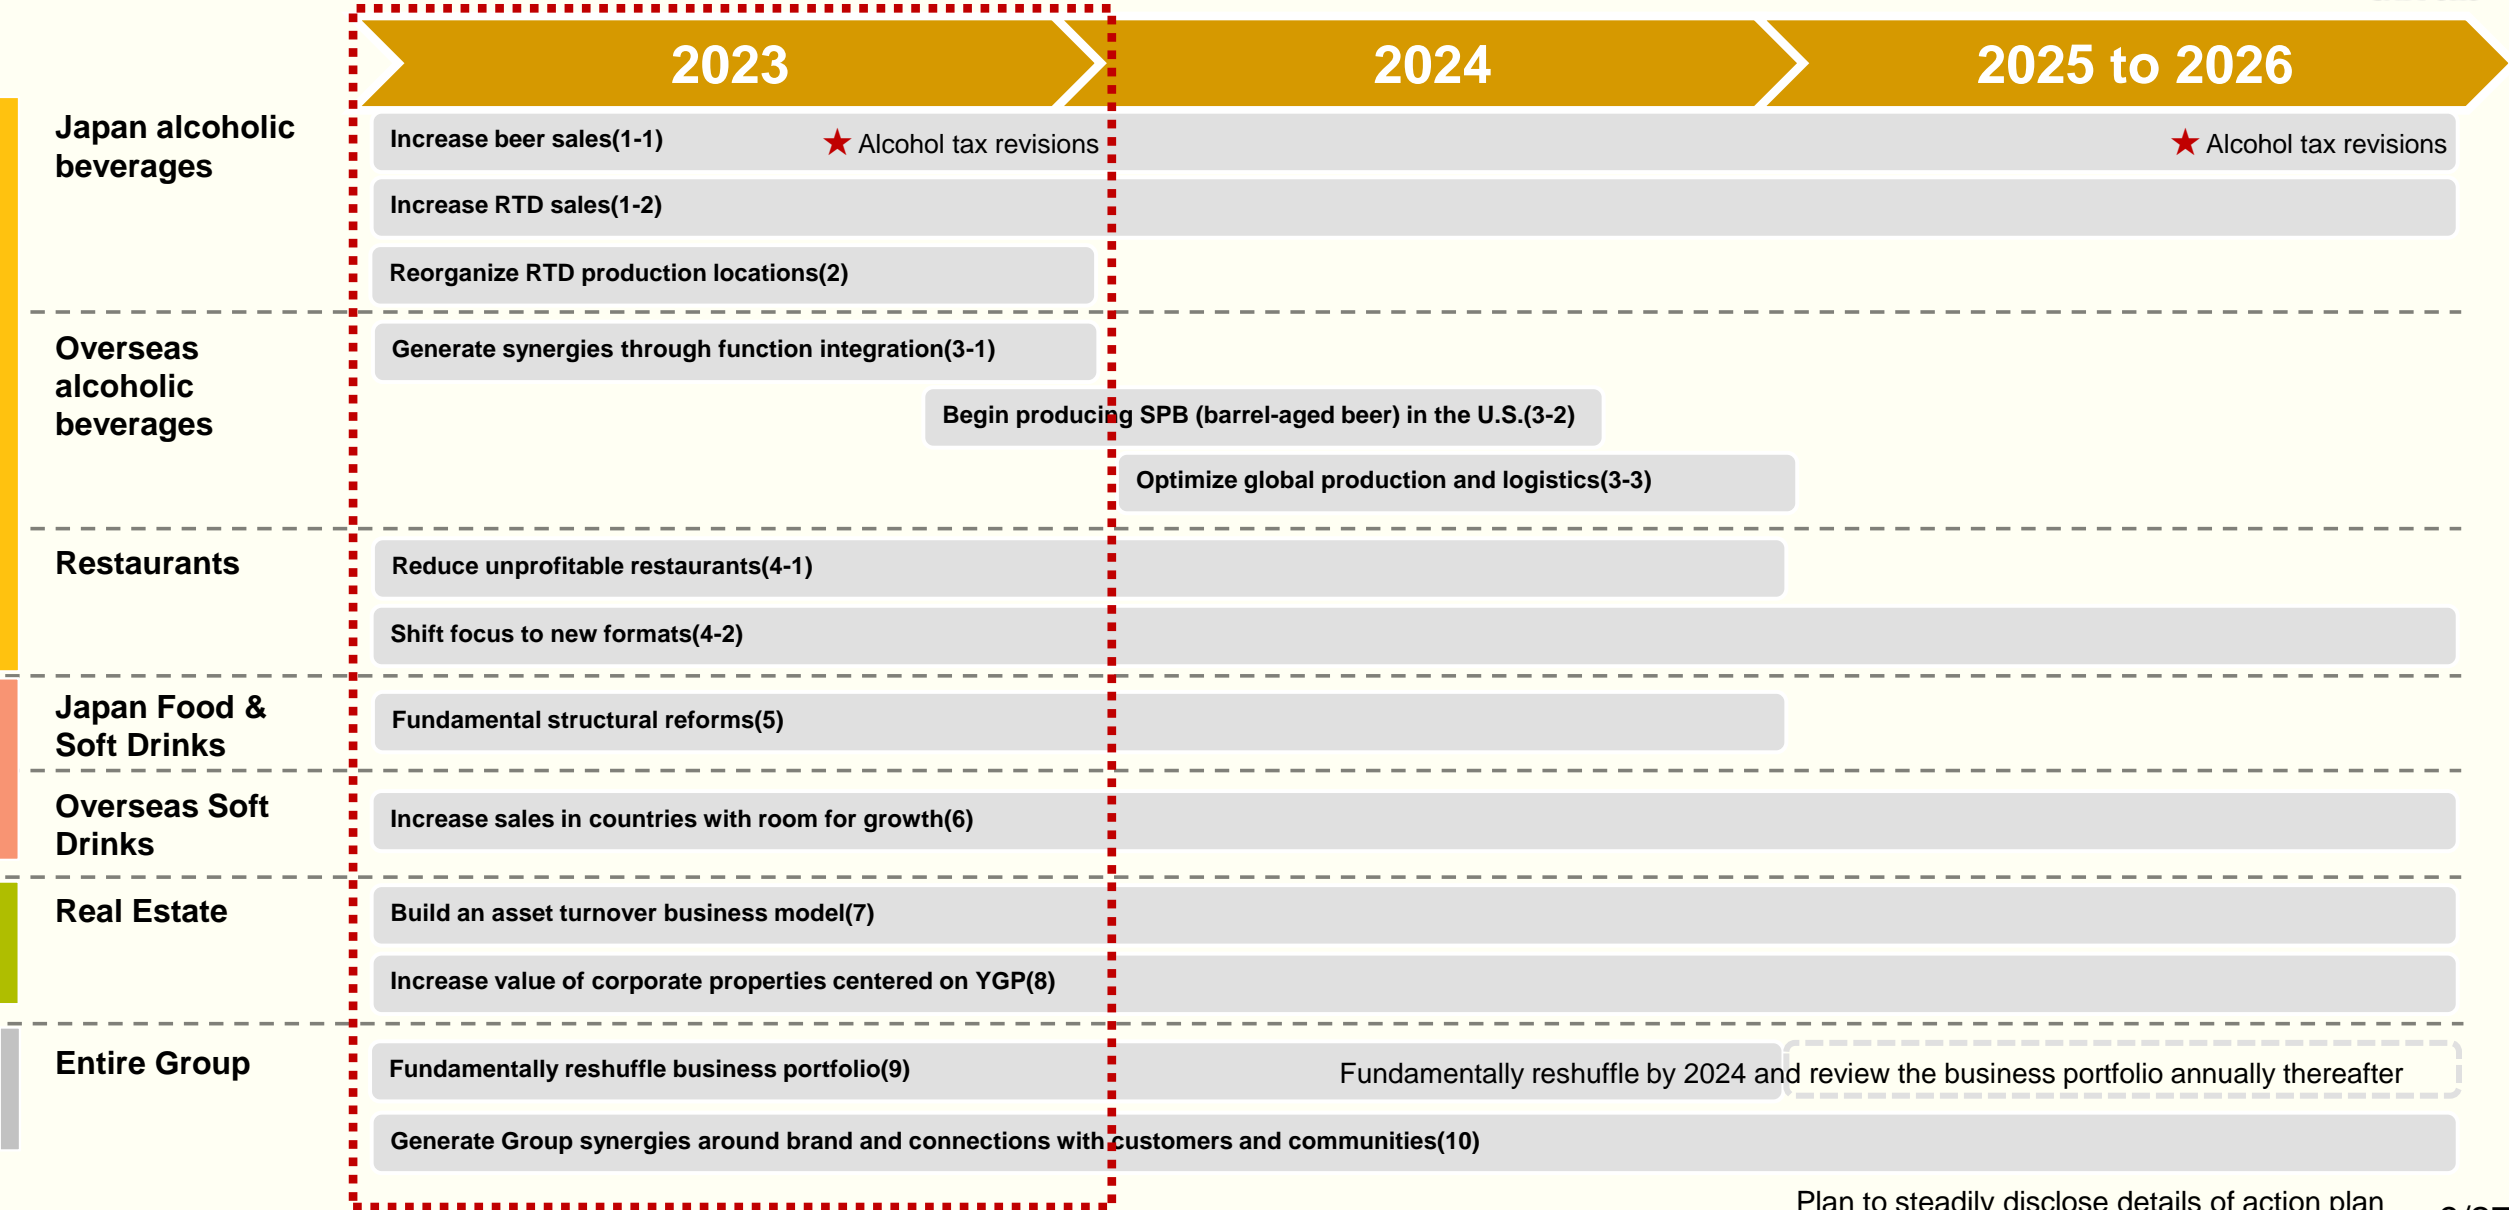 2023
2024
2025 to 2026
Japan alcoholic
beverages
Increase beer sales(1-1)
★ Alcohol tax revisions
★ Alcohol tax revisions
Increase RTD sales(1-2)
Reorganize RTD production locations(2)
Overseas
alcoholic
beverages
Generate synergies through function integration(3-1)
Begin producing SPB (barrel-aged beer) in the U.S.(3-2)
Optimize global production and logistics(3-3)
Restaurants
Reduce unprofitable restaurants(4-1)
Shift focus to new formats(4-2)
Japan Food &
Soft Drinks
Fundamental structural reforms(5)
Overseas Soft
Drinks
Increase sales in countries with room for growth(6)
Real Estate
Build an asset turnover business model(7)
Increase value of corporate properties centered on YGP(8)
Entire Group
Fundamentally reshuffle business portfolio(9)
Fundamentally reshuffle by 2024 and review the business portfolio annually thereafter
Generate Group synergies around brand and connections with customers and communities(10)
Plan to steadily disclose details of action plan